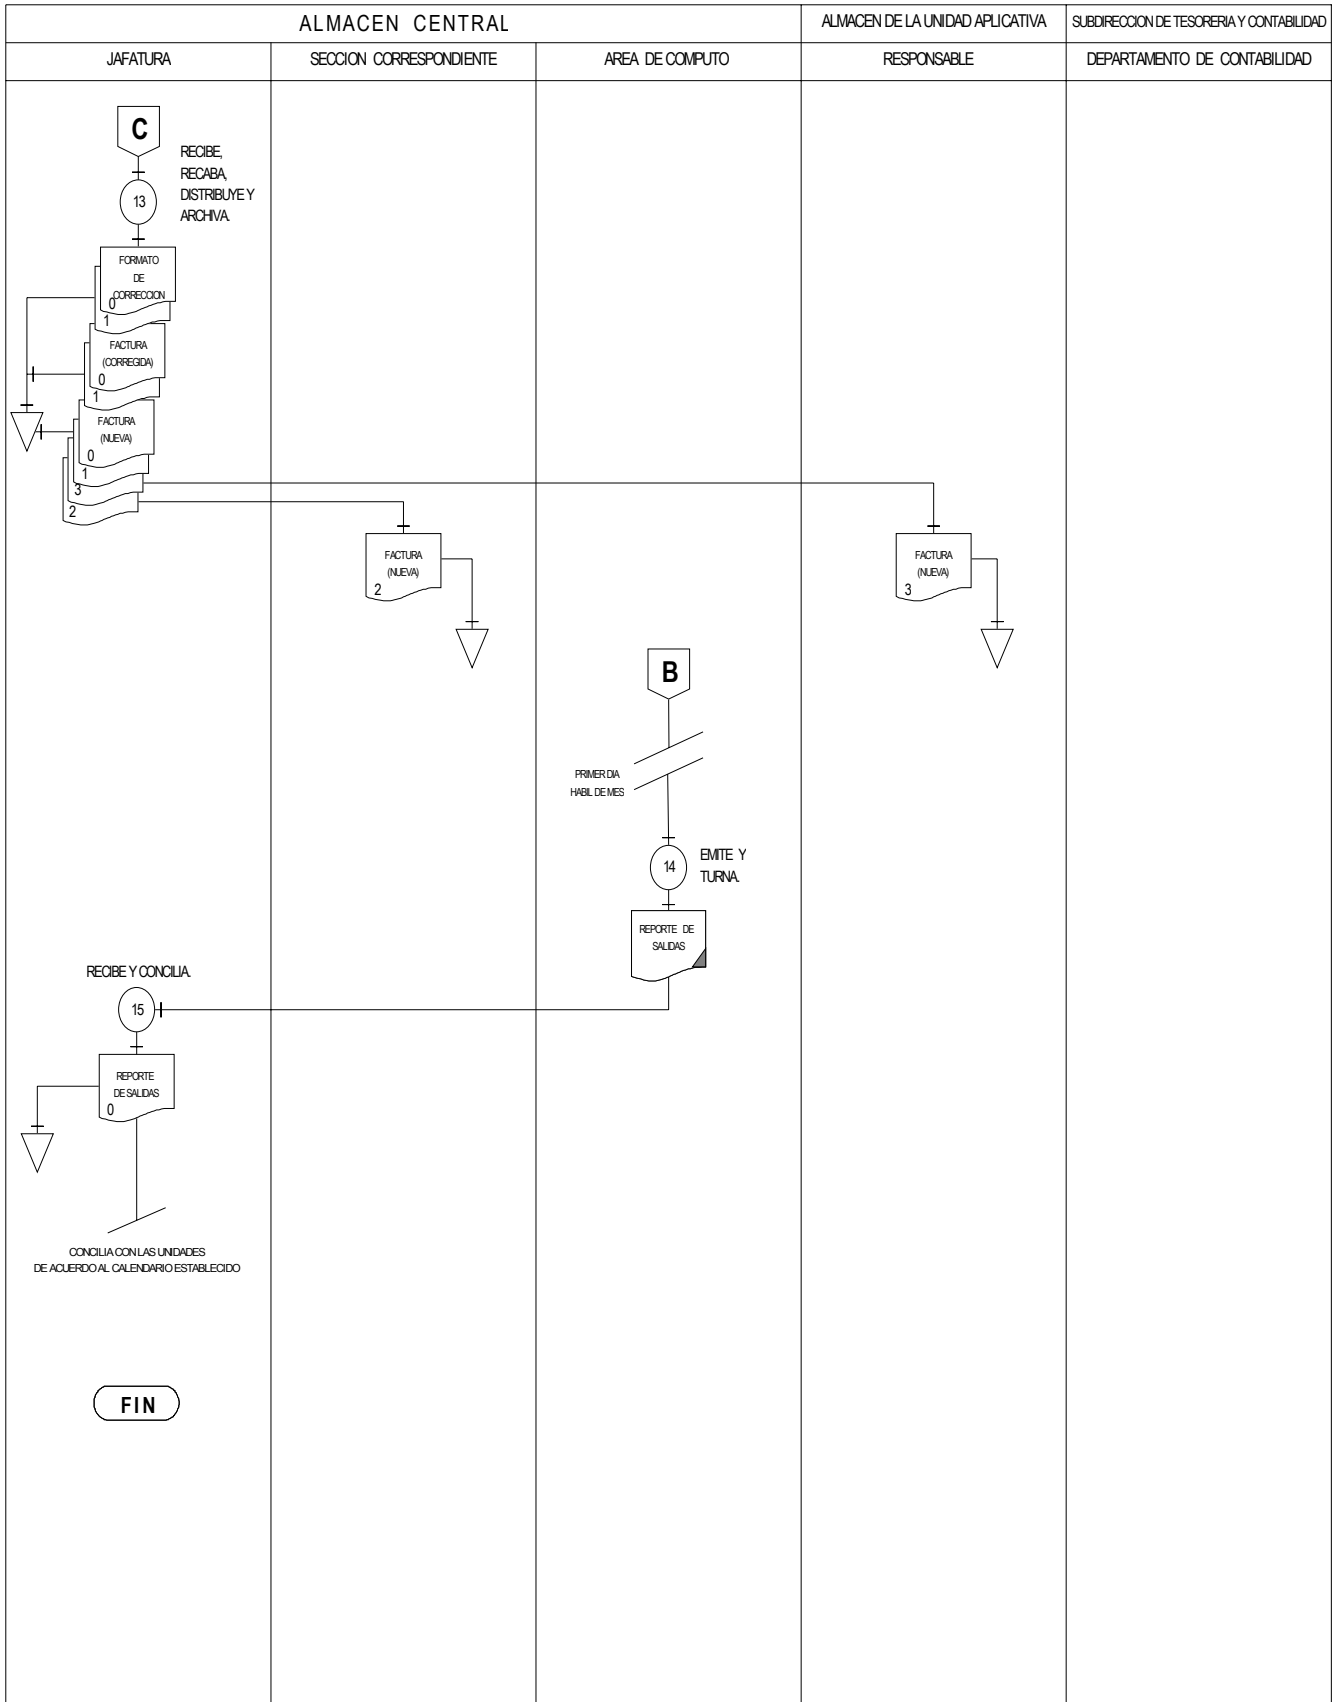 ALMACEN CENTRAL
ALMACEN DE LA UNIDAD APLICATIVA
SUBDIRECCION DE TESORERIA Y CONTABILIDAD
JAFATURA
SECCION CORRESPONDIENTE
AREA DE COMPUTO
RESPONSABLE
DEPARTAMENTO DE CONTABILIDAD
C
RECIBE,
RECABA,
DISTRIBUYE Y
ARCHIVA.
13
FORMATO
DE
CORRECCION
0
1
FACTURA
(CORREGIDA)
0
1
FACTURA
(NUEVA)
0
1
3
2
FACTURA
(NUEVA)
2
FACTURA
(NUEVA)
3
B
PRIMER DIA
HABIL DE MES
14
EMITE Y
TURNA.
REPORTE DE
SALIDAS
RECIBE Y CONCILIA.
15
REPORTE
DE SALIDAS
0
CONCILIA CON LAS UNIDADES
DE ACUERDO AL CALENDARIO ESTABLECIDO
FIN